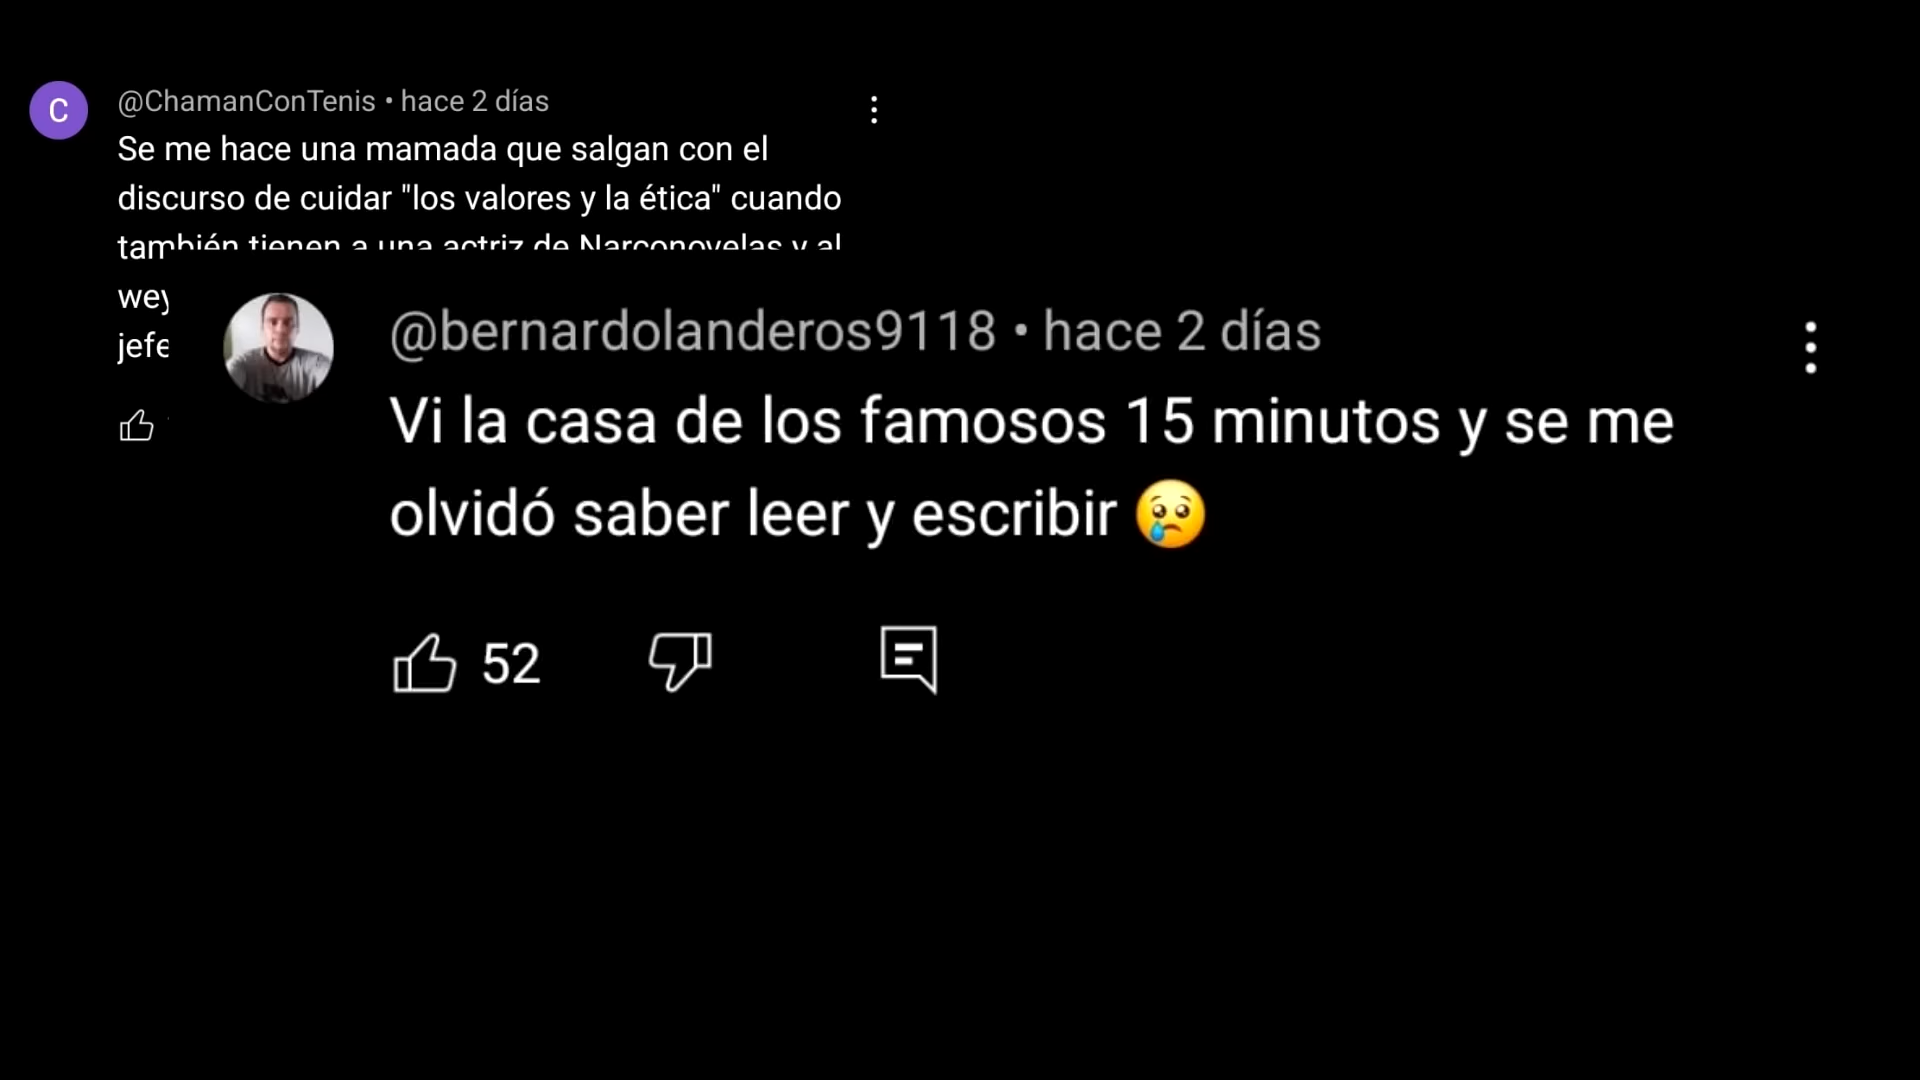 C
@ChamanConTenis • hace 2 días
Se me hace una mamada que salgan con el
discurso de cuidar "los valores y la ética" cuando
también tienen a una actriz de Narconovelas y al
wey
jefe
@bernardolanderos9118 • hace 2 días
Vi la casa de los famosos 15 minutos y se me
olvidó saber leer y escribir 😢
52